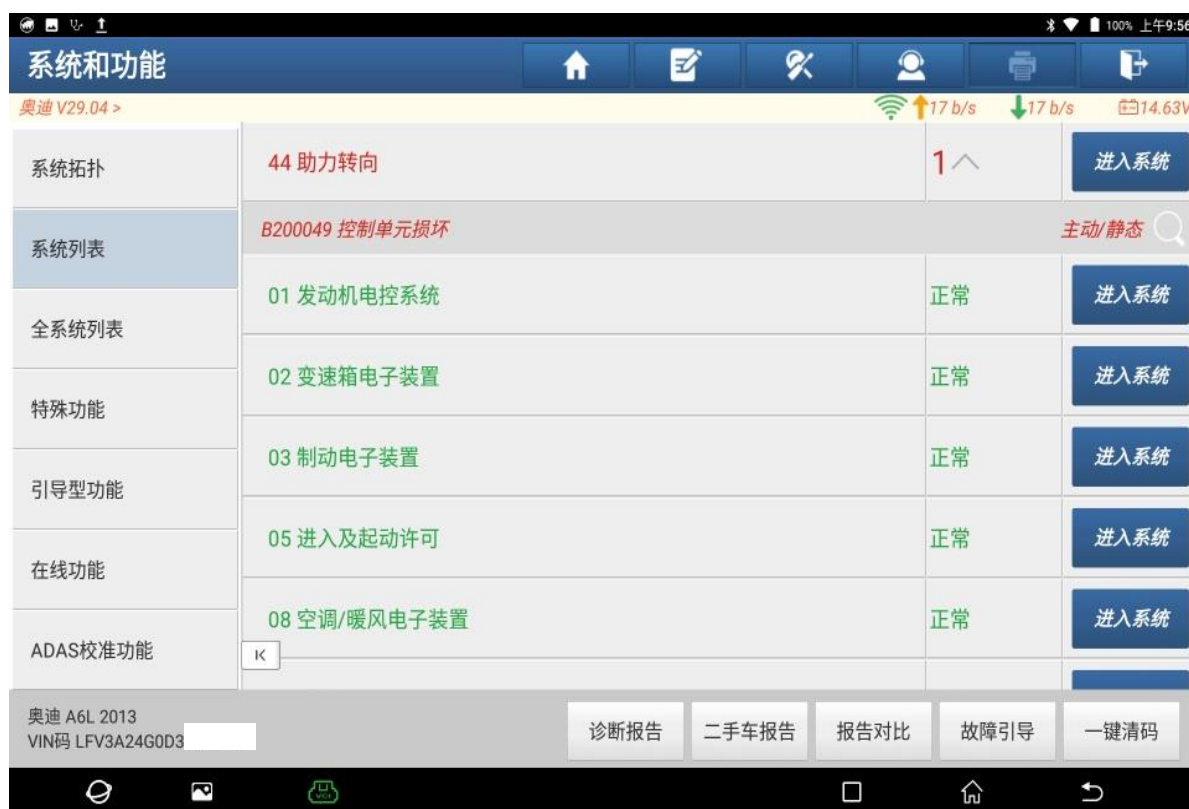 100% 上午9:56
系统和功能
奥迪 V29.04 >
17 b/s 17 b/s 14.63V
系统拓扑
系统列表
全系统列表
特殊功能
引导型功能
在线功能
ADAS校准功能
44 助力转向 1 进入系统
B200049 控制单元损坏 主动/静态
01 发动机电控系统 正常 进入系统
02 变速箱电子装置 正常 进入系统
03 制动电子装置 正常 进入系统
05 进入及起动许可 正常 进入系统
08 空调/暖风电子装置 正常 进入系统
K
奥迪 A6L 2013
VIN码 LFV3A24G0D3
诊断报告 二手车报告 报告对比 故障引导 一键清码
VCI